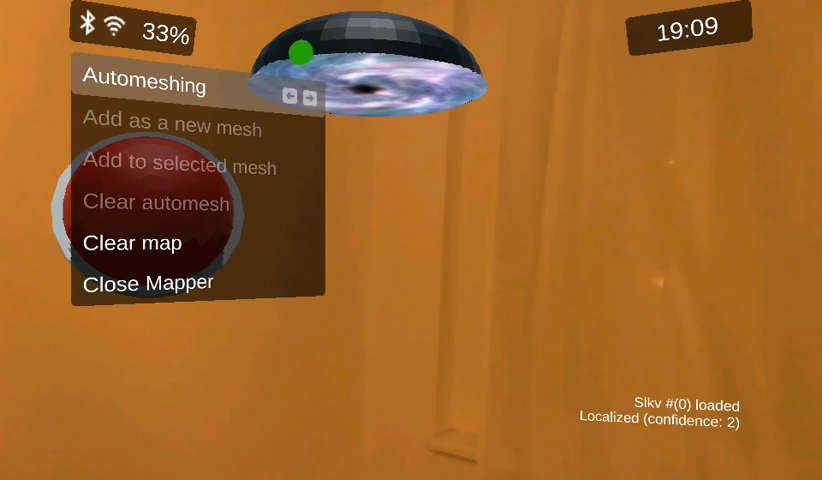 33%
19:09
Automeshing
Add as a new mesh
Add to selected mesh
Clear automesh
Clear map
Close Mapper
Slkv #(0) loaded
Localized (confidence: 2)